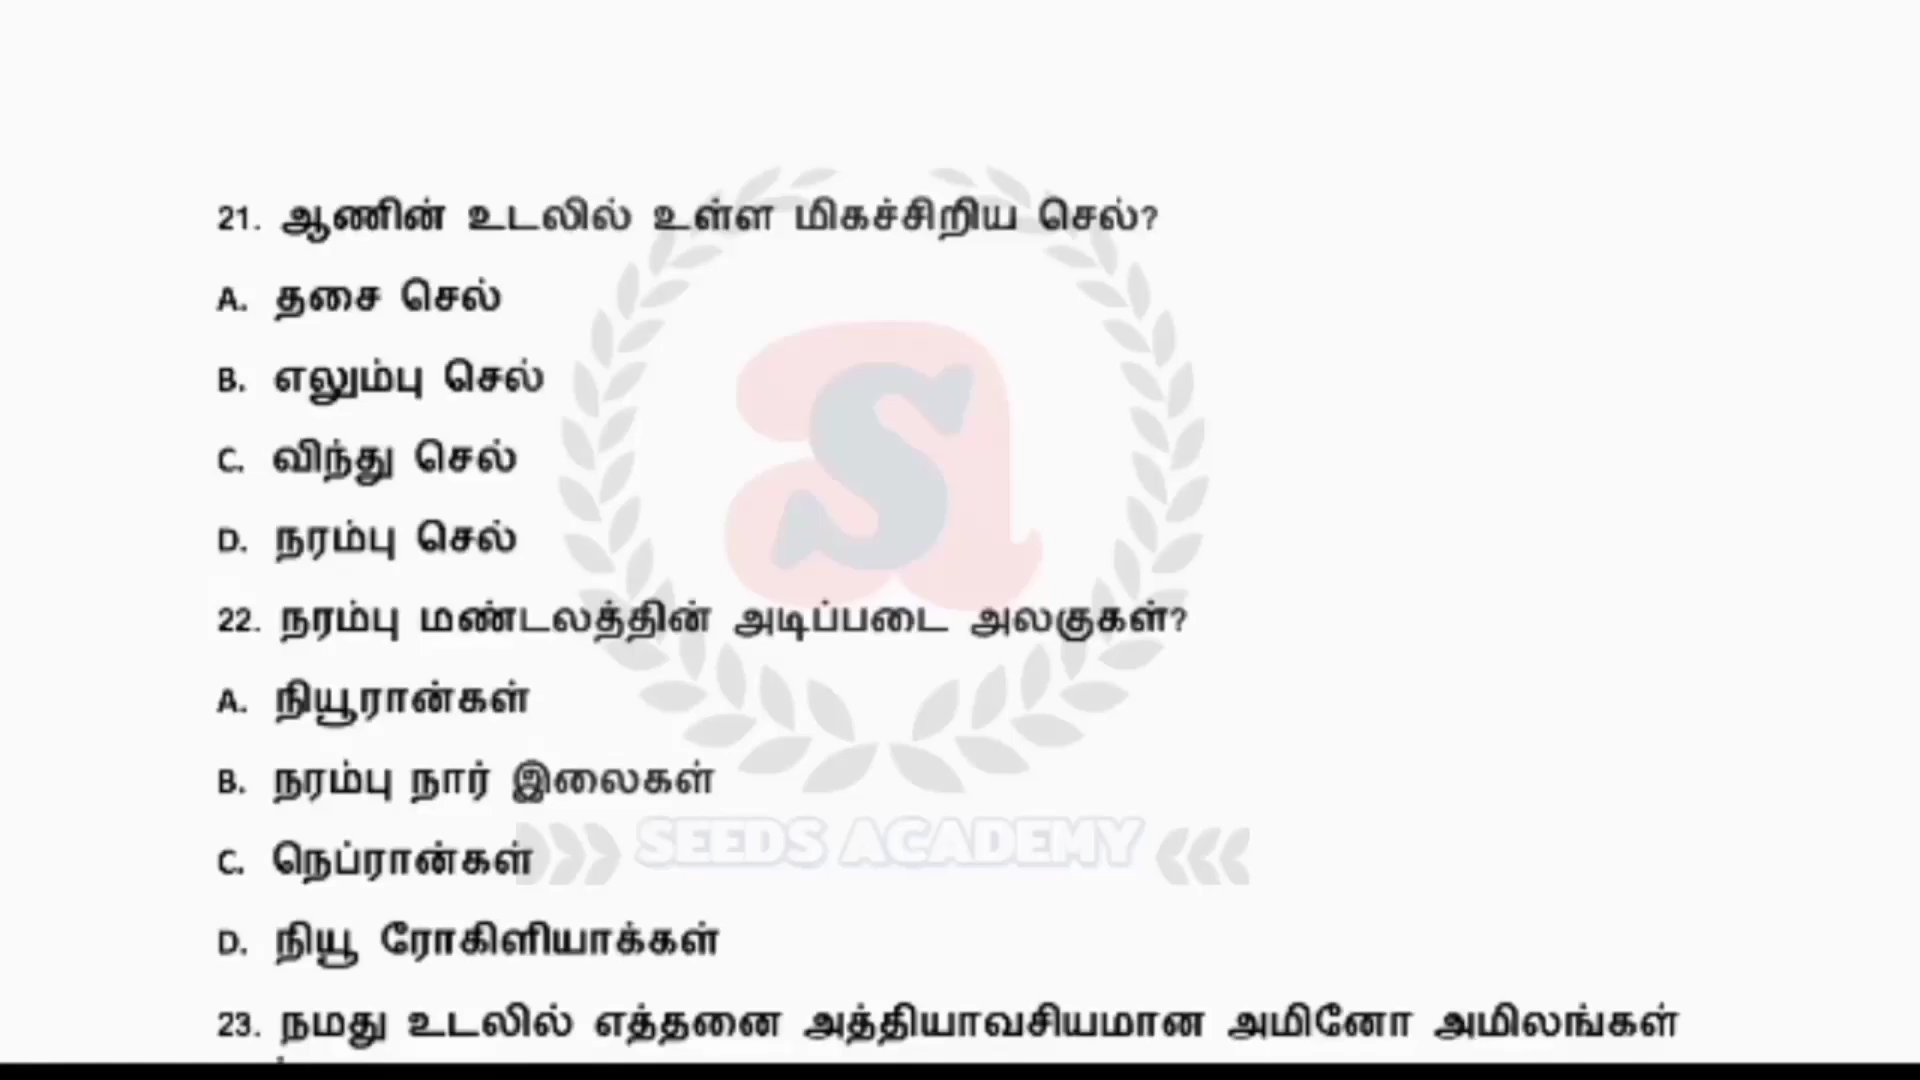 21. ஆணின் உடலில் உள்ள மிகச்சிறிய செல்?
A. தசை செல்
B. எலும்பு செல்
C. விந்து செல்
D. நரம்பு செல்
22. நரம்பு மண்டலத்தின் அடிப்படை அலகுகள்?
A. நியூரான்கள்
B. நரம்பு நார் இலைகள்
C. நெப்ரான்கள்
SEEDS ACADEMY
D. நியூ ரோகிளியாக்கள்
23. நமது உடலில் எத்தனை அத்தியாவசியமான அமினோ அமிலங்கள்